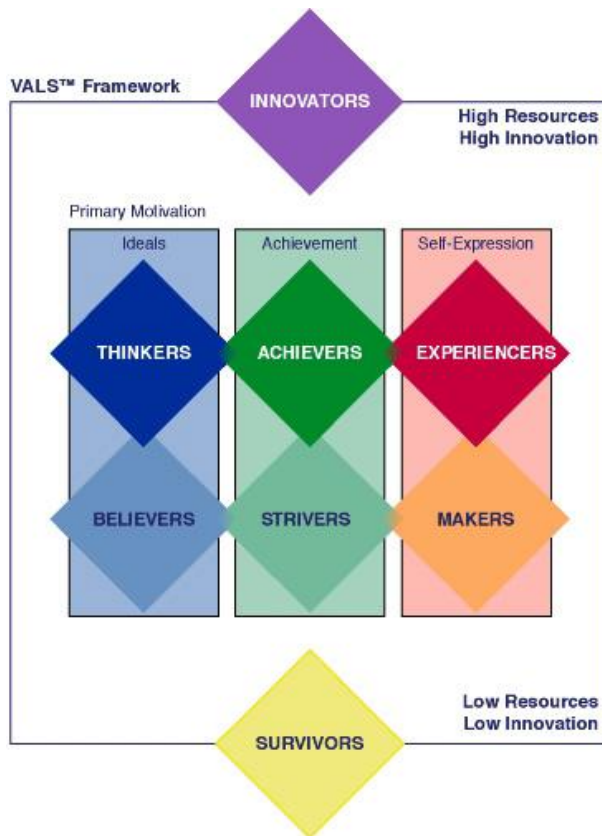 VALS™ Framework
INNOVATORS
High Resources
High Innovation
Primary Motivation
Ideals
Achievement
Self-Expression
THINKERS
ACHIEVERS
EXPERIENCERS
BELIEVERS
STRIVERS
MAKERS
Low Resources
Low Innovation
SURVIVORS